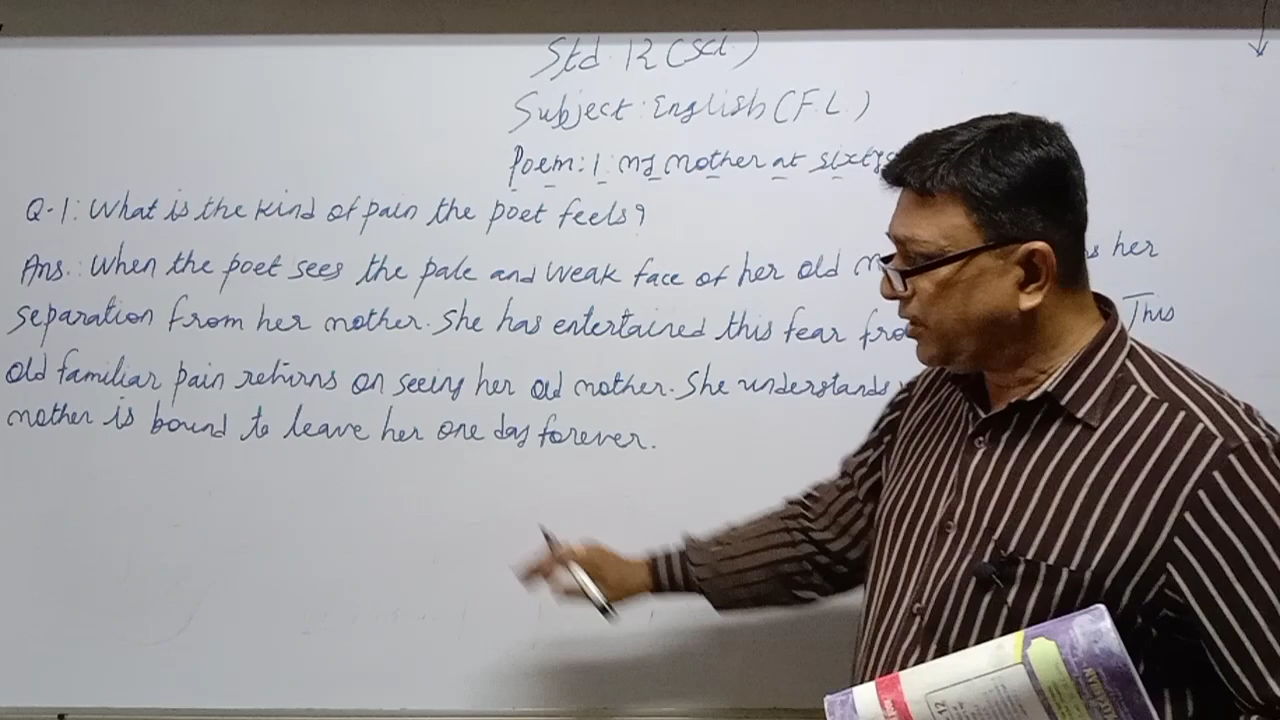 Std. 12 (Sci.)
Subject: English (F.L.)
Poem: 1: My Mother at sixty
Q-1: What is the kind of pain the poet feels?
Ans.: When the poet sees the pale and weak face of her old her
separation from her mother. She has entertained this fear This
old familiar pain returns on seeing her old mother. She understands
mother is bound to leave her one day forever.
12